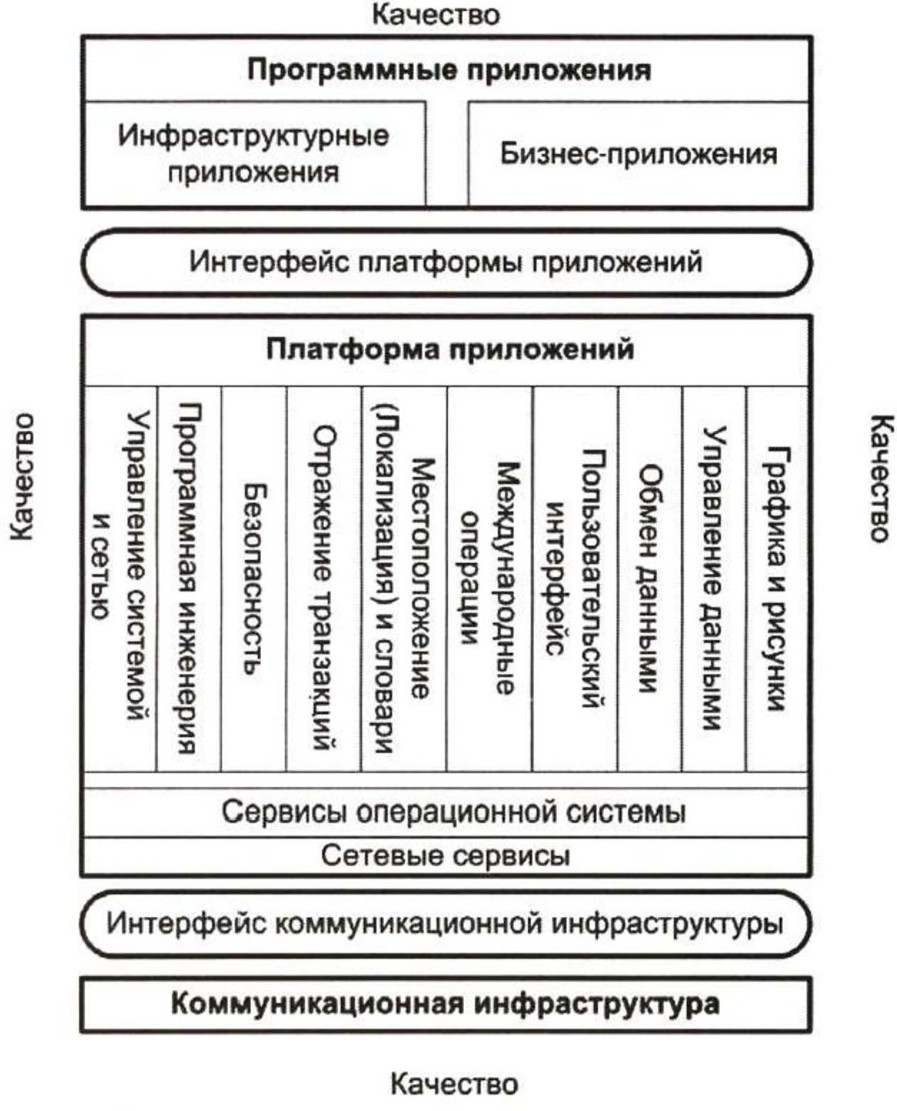 Качество
Программные приложения
Инфраструктурные
приложения
Бизнес-приложения
Интерфейс платформы приложений
Платформа приложений
Качество
Управление системой
и сетью
Программная инженерия
Безопасность
Отражение транзакций
Местоположение
(Локализация) и словари
Международные
операции
Пользовательский
интерфейс
Обмен данными
Управление данными
Графика и рисунки
Качество
Сервисы операционной системы
Сетевые сервисы
Интерфейс коммуникационной инфраструктуры
Коммуникационная инфраструктура
Качество